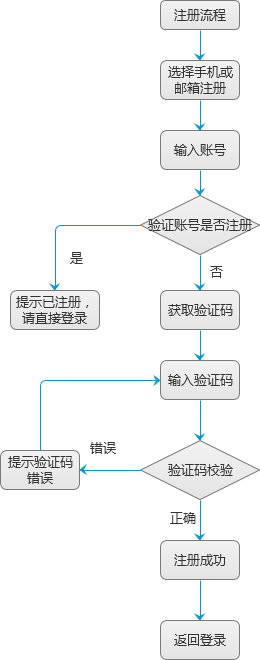 注册流程
选择手机或
邮箱注册
输入账号
验证账号是否注册
是
否
提示已注册，
请直接登录
获取验证码
输入验证码
错误
提示验证码
错误
验证码校验
正确
注册成功
返回登录